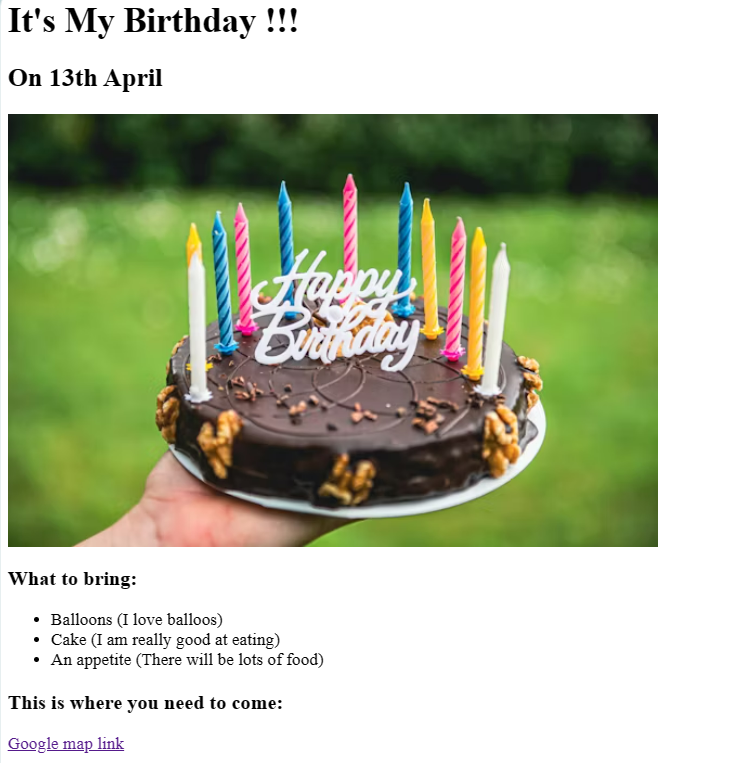 It's My Birthday !!!
On 13th April
Happy
Birthday
What to bring:
Balloons (I love balloos)
Cake (I am really good at eating)
An appetite (There will be lots of food)
This is where you need to come:
Google map link